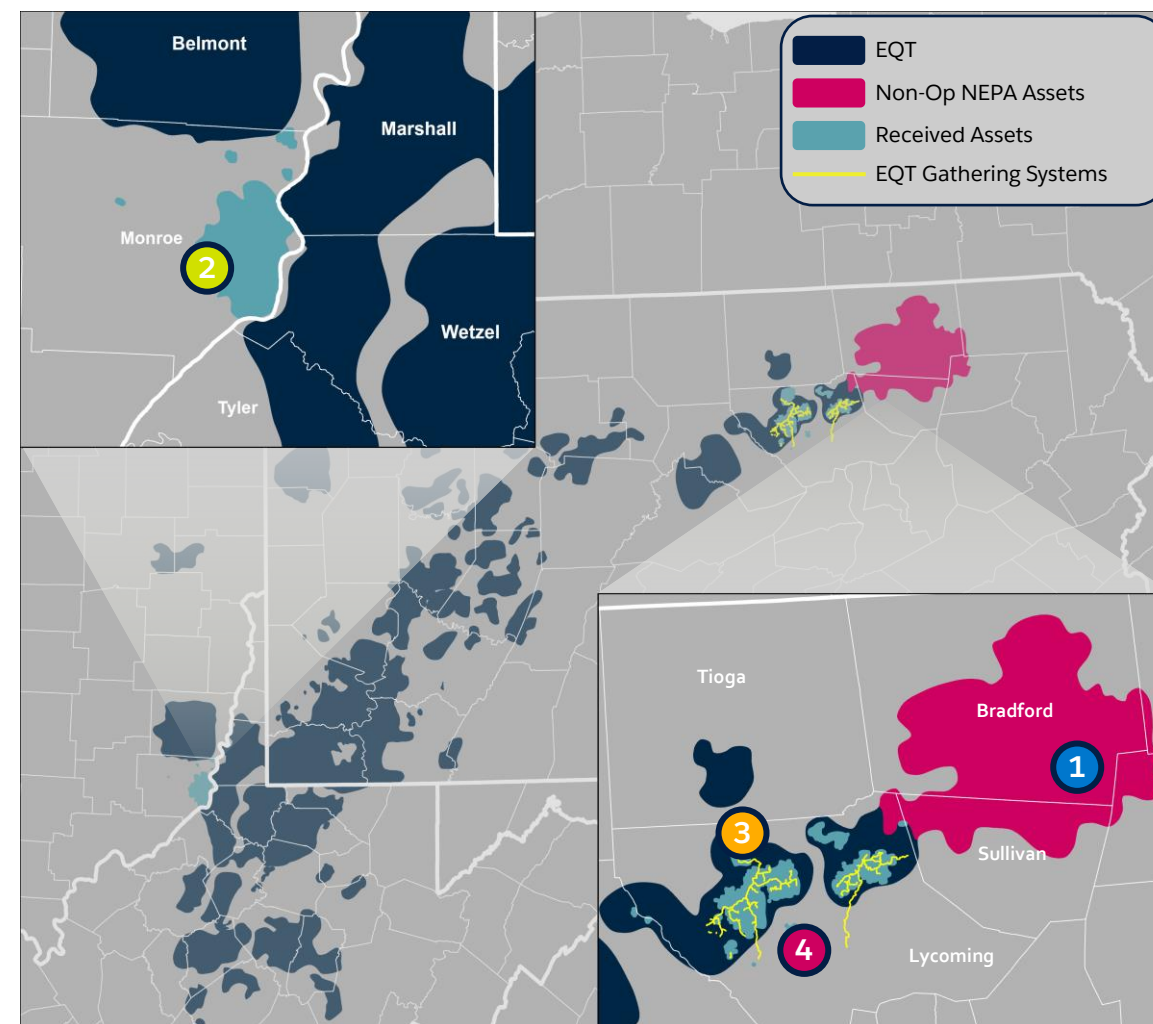 Belmont
Marshall
Monroe
2
Wetzel
Tyler
EQT
Non-Op NEPA Assets
Received Assets
EQT Gathering Systems
Tioga
Bradford
1
3
Sullivan
4
Lycoming